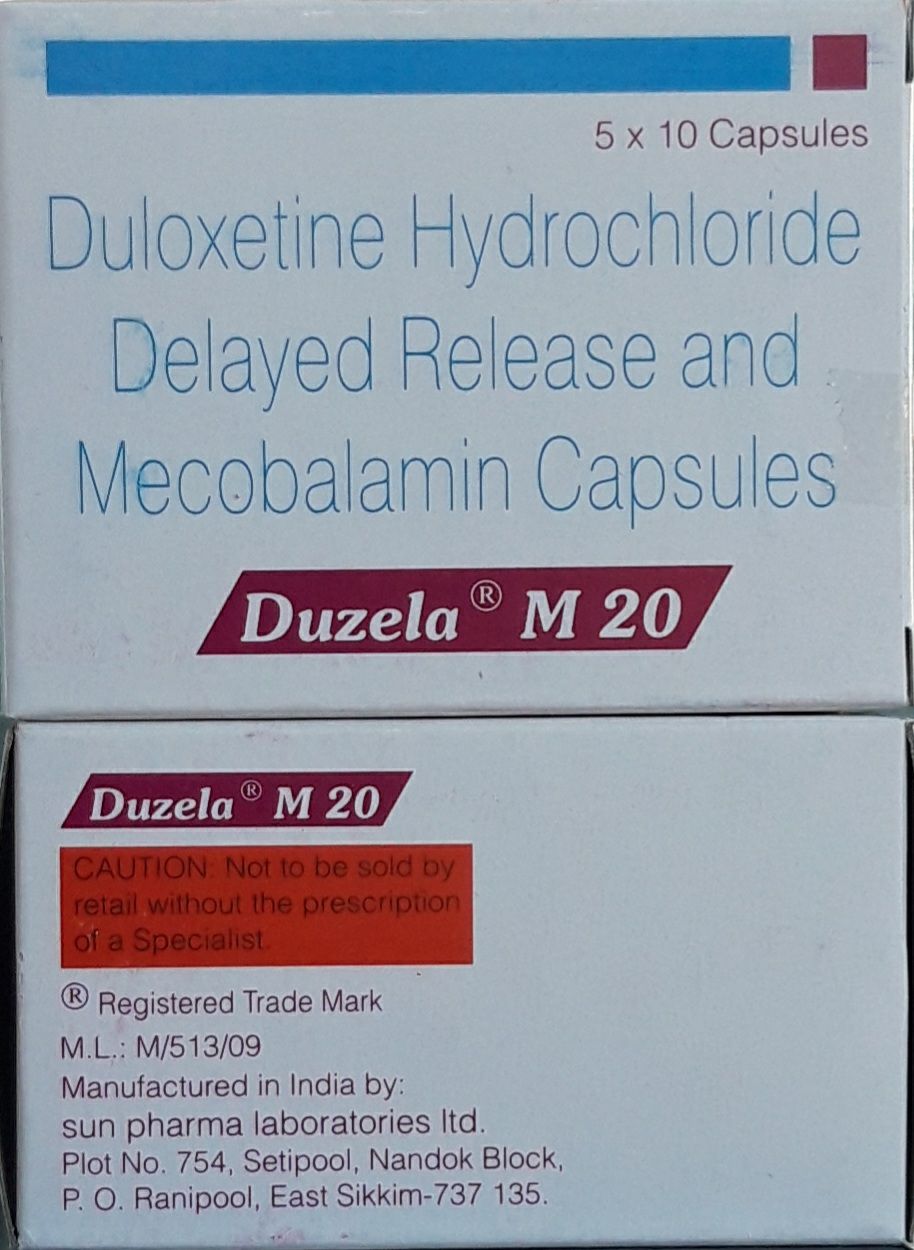 5 x 10 Capsules
Duloxetine Hydrochloride
Delayed Release and
Mecobalamin Capsules
Duzela® M 20
Duzela® M 20
CAUTION: Not to be sold by
retail without the prescription
of a Specialist.
® Registered Trade Mark
M.L.: M/513/09
Manufactured in India by:
sun pharma laboratories ltd.
Plot No. 754, Setipool, Nandok Block,
P. O. Ranipool, East Sikkim-737 135.